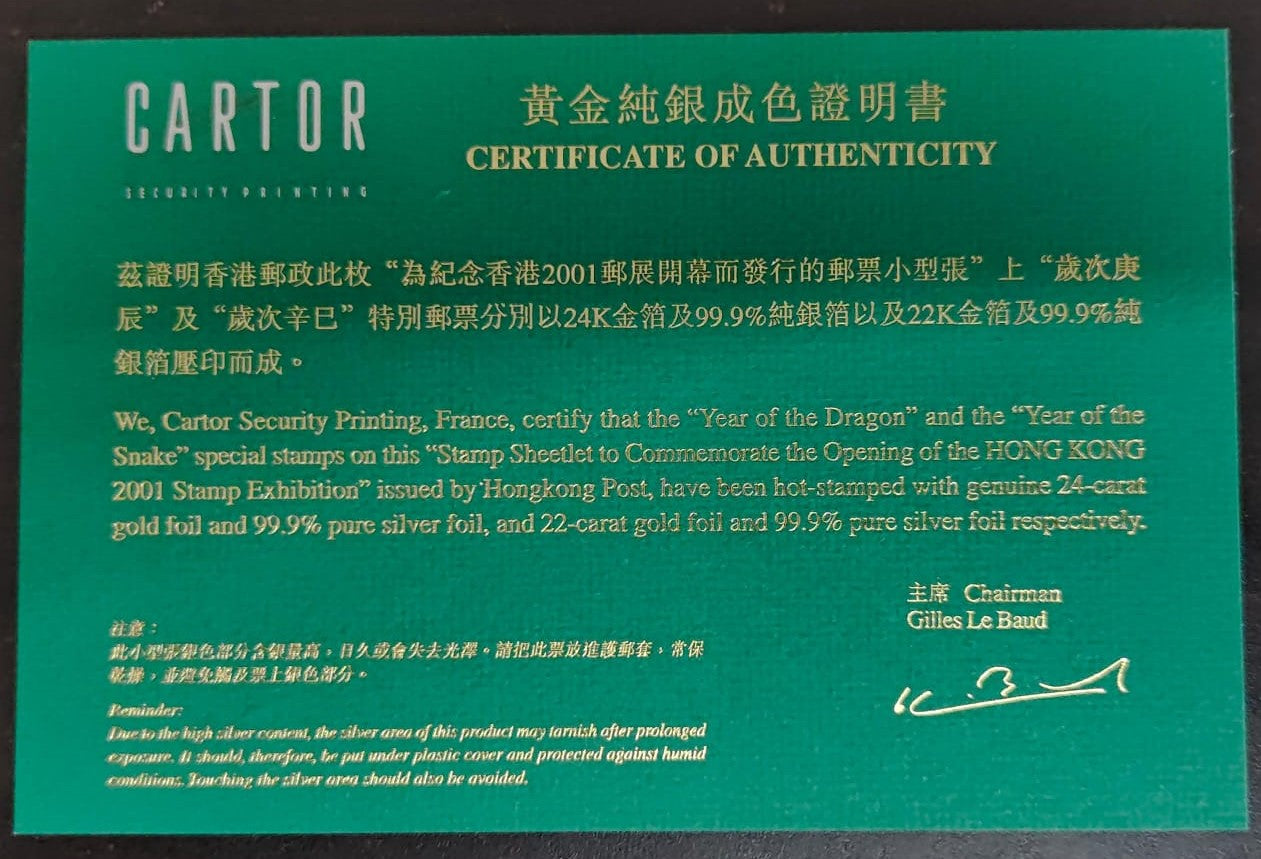 CARTOR
SECURITY PRINTING
黃金純銀成色證明書
CERTIFICATE OF AUTHENTICITY
茲證明香港郵政此枚“為紀念香港2001郵展開幕而發行的郵票小型張”上“歲次庚
辰”及“歲次辛巳”特別郵票分別以24K金箔及99.9%純銀箔以及22K金箔及99.9%純
銀箔壓印而成。
We, Cartor Security Printing, France, certify that the “Year of the Dragon” and the “Year of the
Snake” special stamps on this “Stamp Sheetlet to Commemorate the Opening of the HONG KONG
2001 Stamp Exhibition” issued by Hongkong Post, have been hot-stamped with genuine 24-carat
gold foil and 99.9% pure silver foil, and 22-carat gold foil and 99.9% pure silver foil respectively.
主席 Chairman
Gilles Le Baud
注意：
此小型張銀色部分含銀量高，日久或會失去光澤。請把此票放進護郵套，常保
乾燥，並避免觸及票上銀色部分。
Reminder:
Due to the high silver content, the silver area of this product may tarnish after prolonged
exposure. It should, therefore, be put under plastic cover and protected against humid
conditions. Touching the silver area should also be avoided.